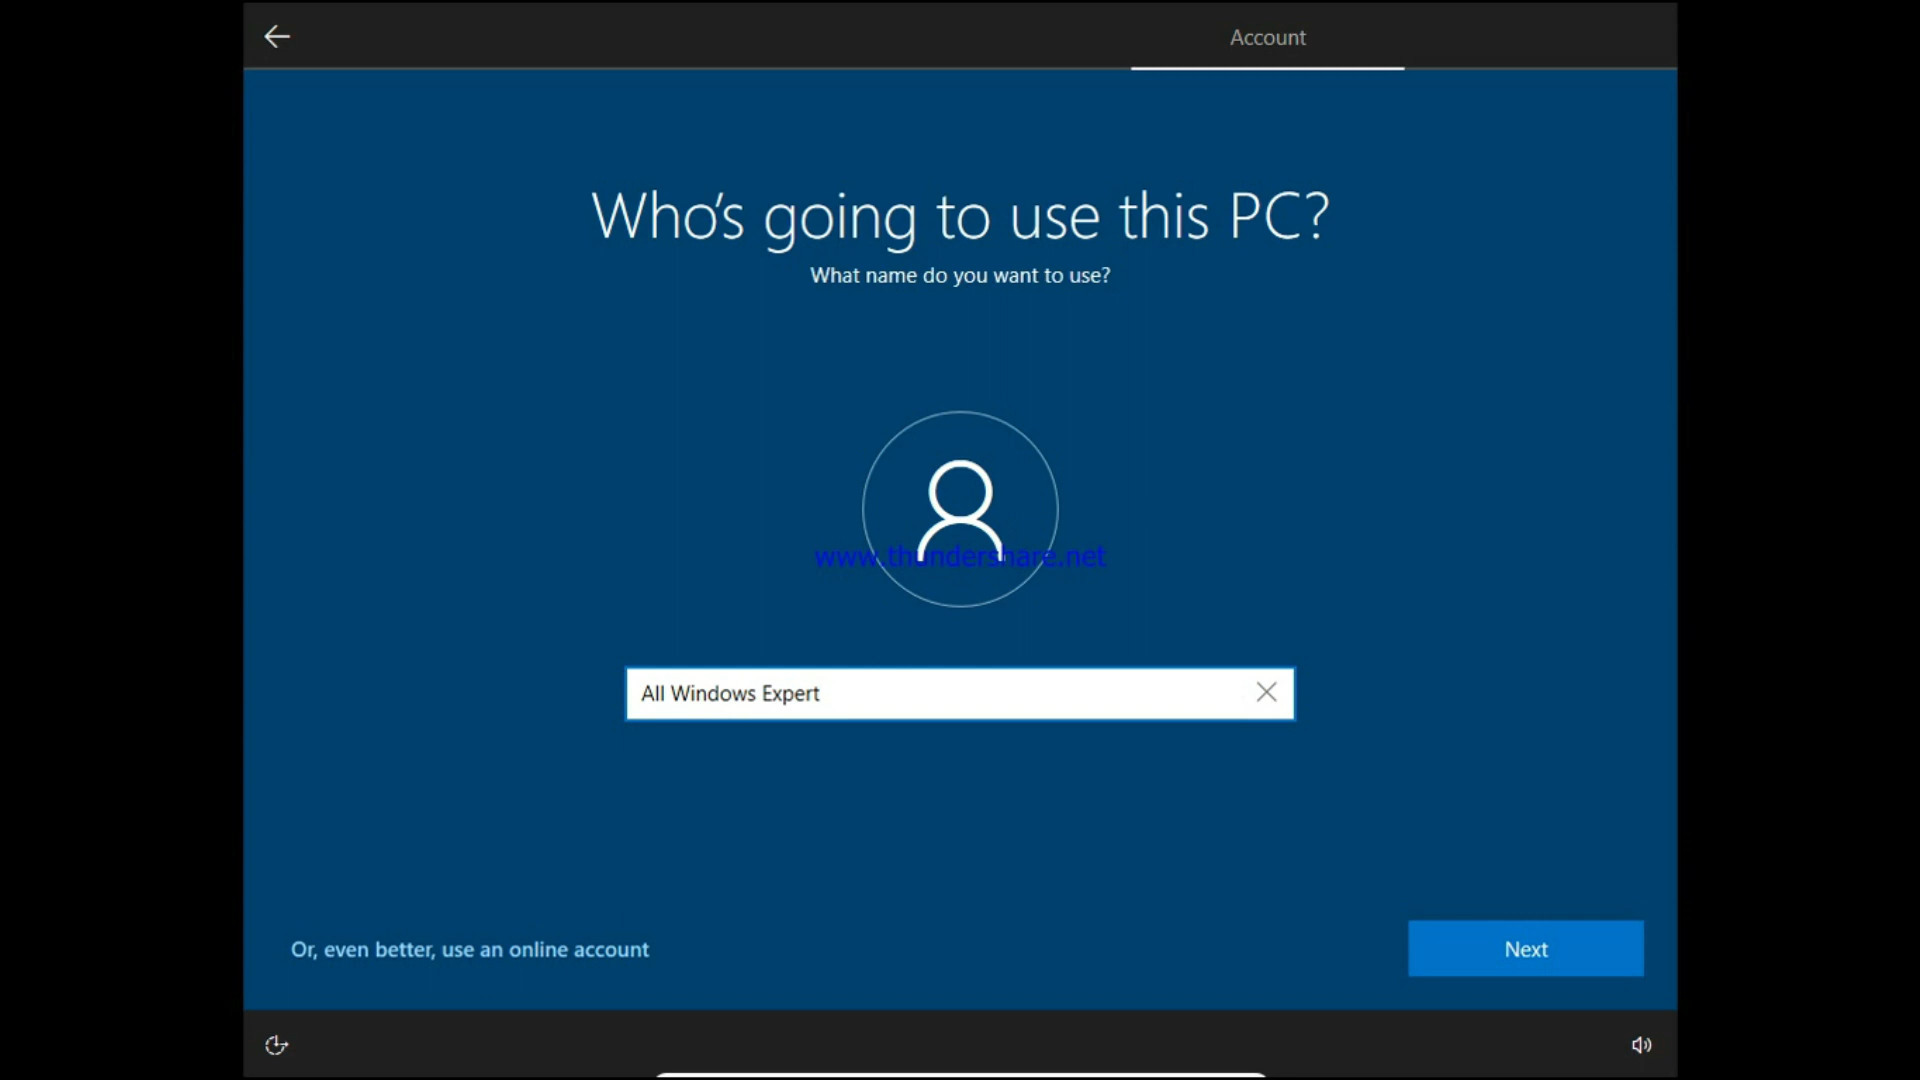 Account
Who's going to use this PC?
What name do you want to use?
www.thundershare.net
All Windows Expert
Or, even better, use an online account
Next